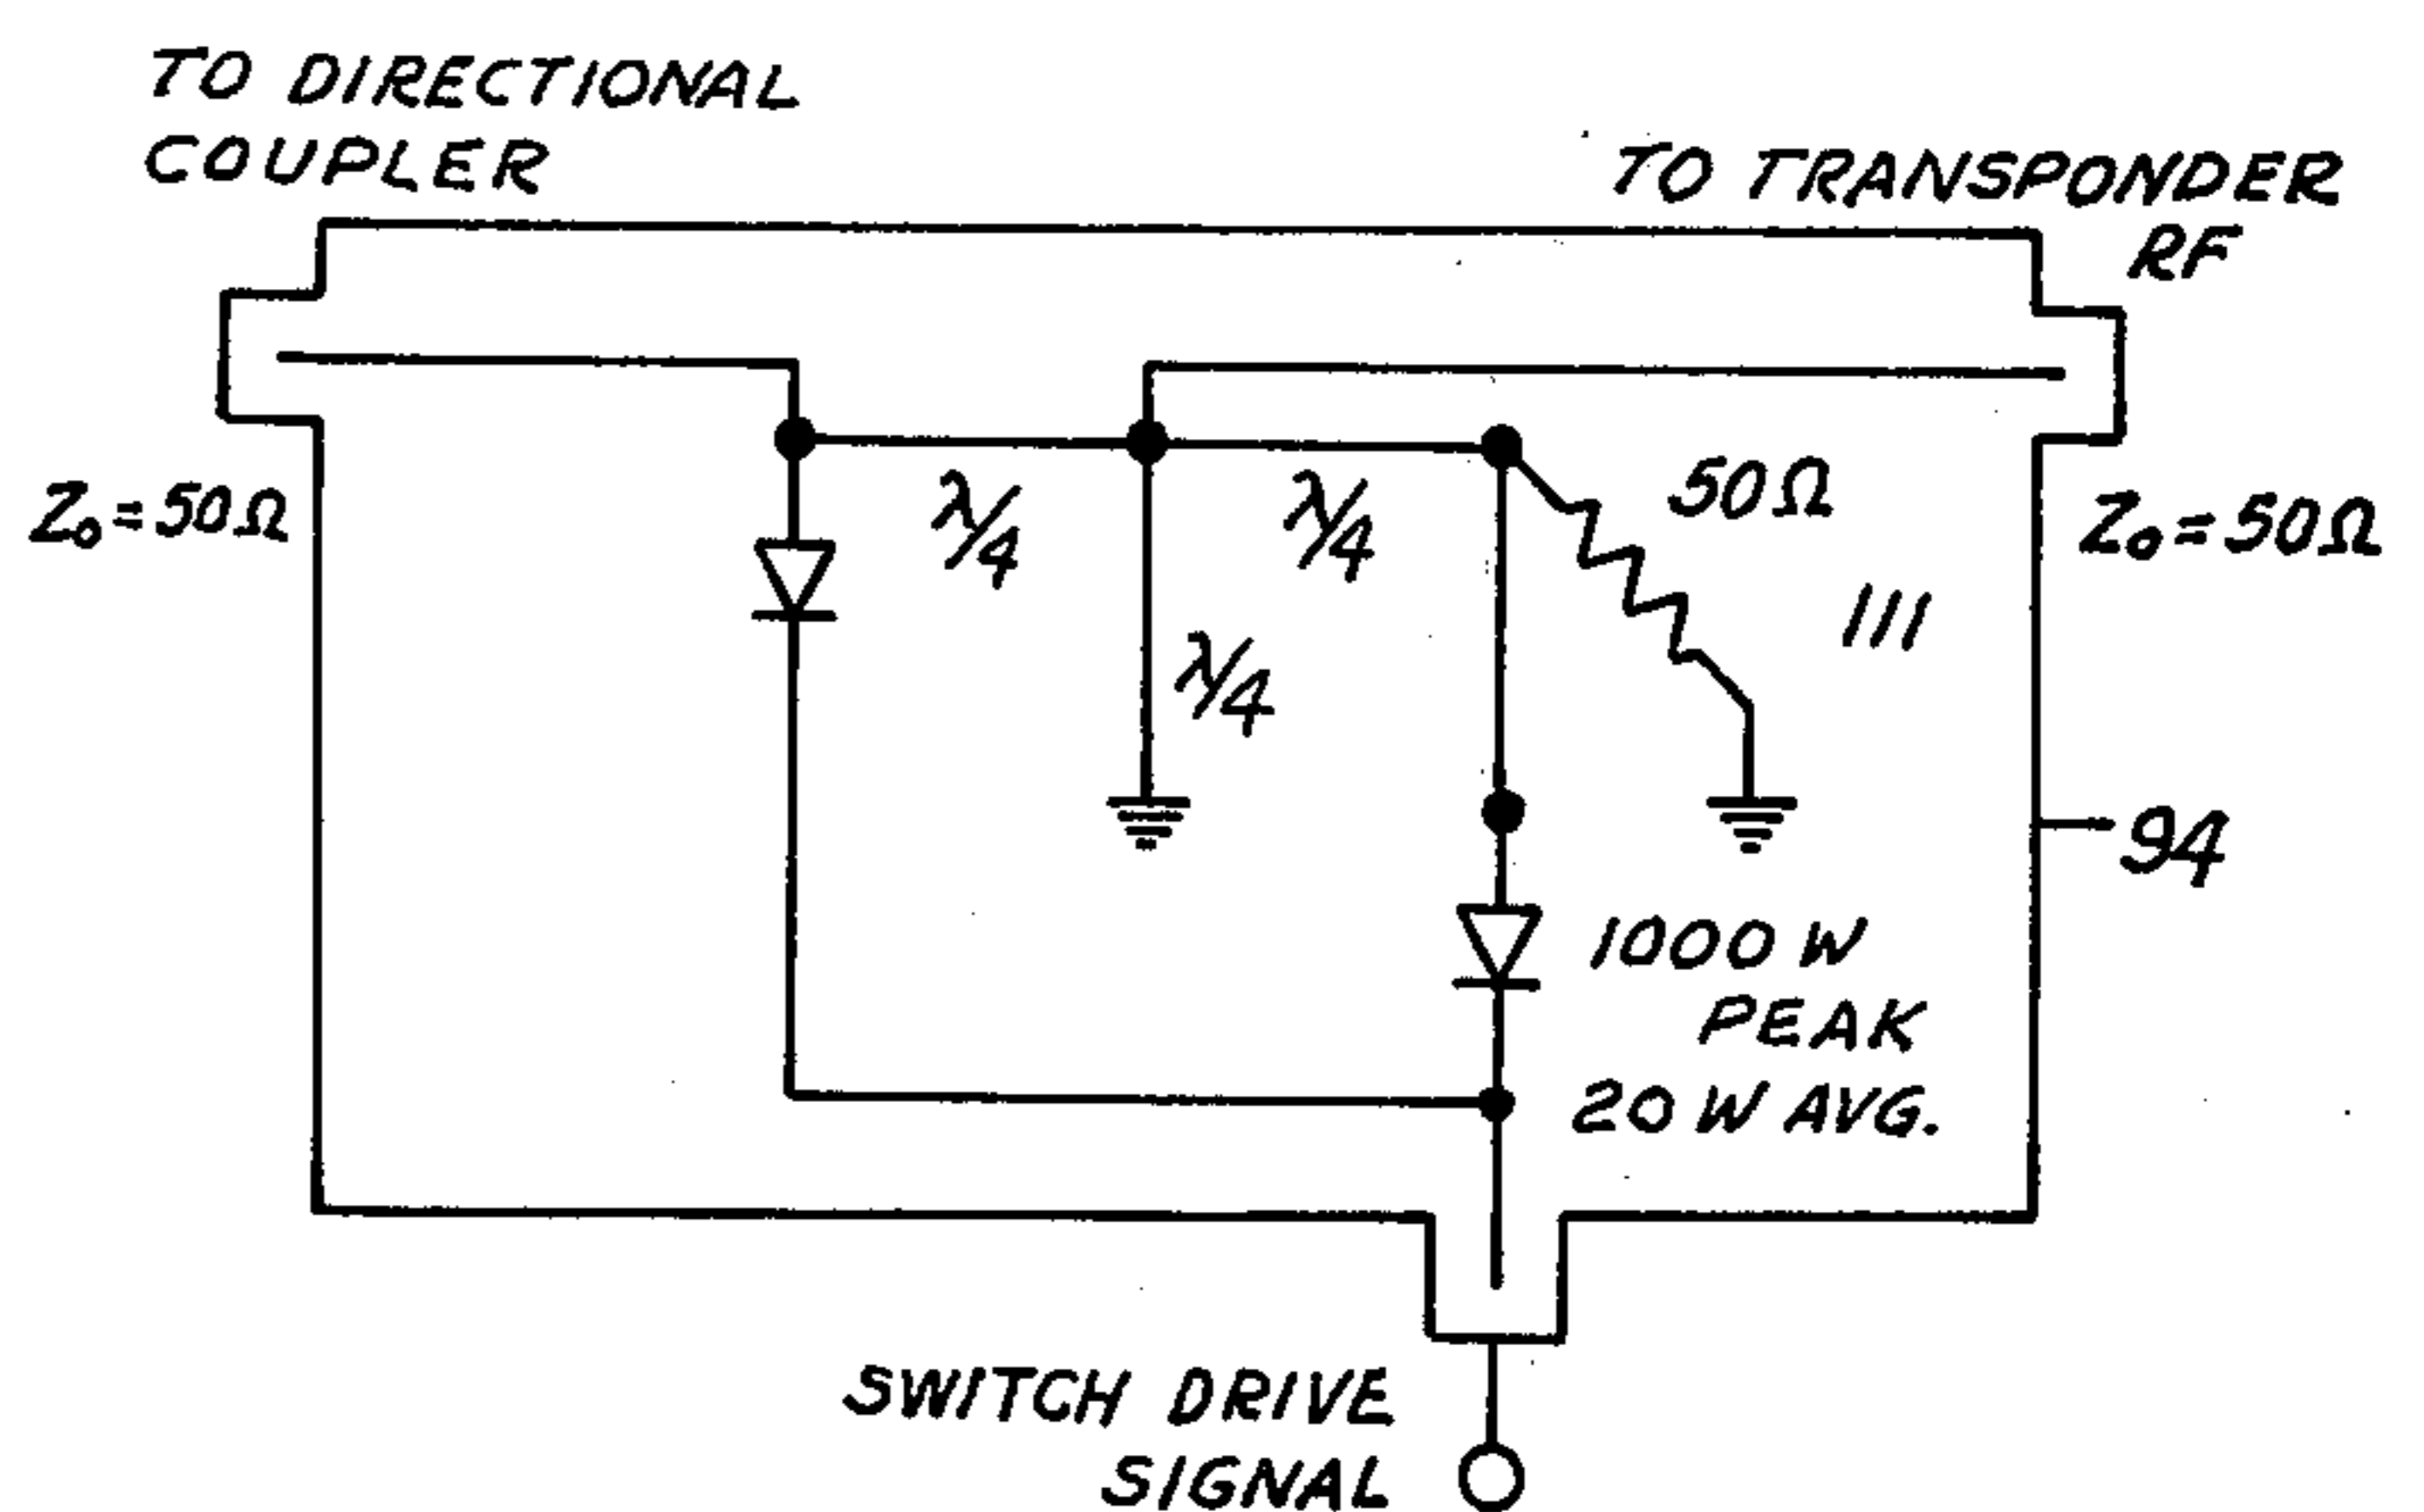 TO DIRECTIONAL
COUPLER
TO TRANSPONDER
RF
Z₀=50Ω
λ/4
λ/4
50Ω
Z₀=50Ω
111
λ/4
94
1000 W
PEAK
20 W AVG.
SWITCH DRIVE
SIGNAL